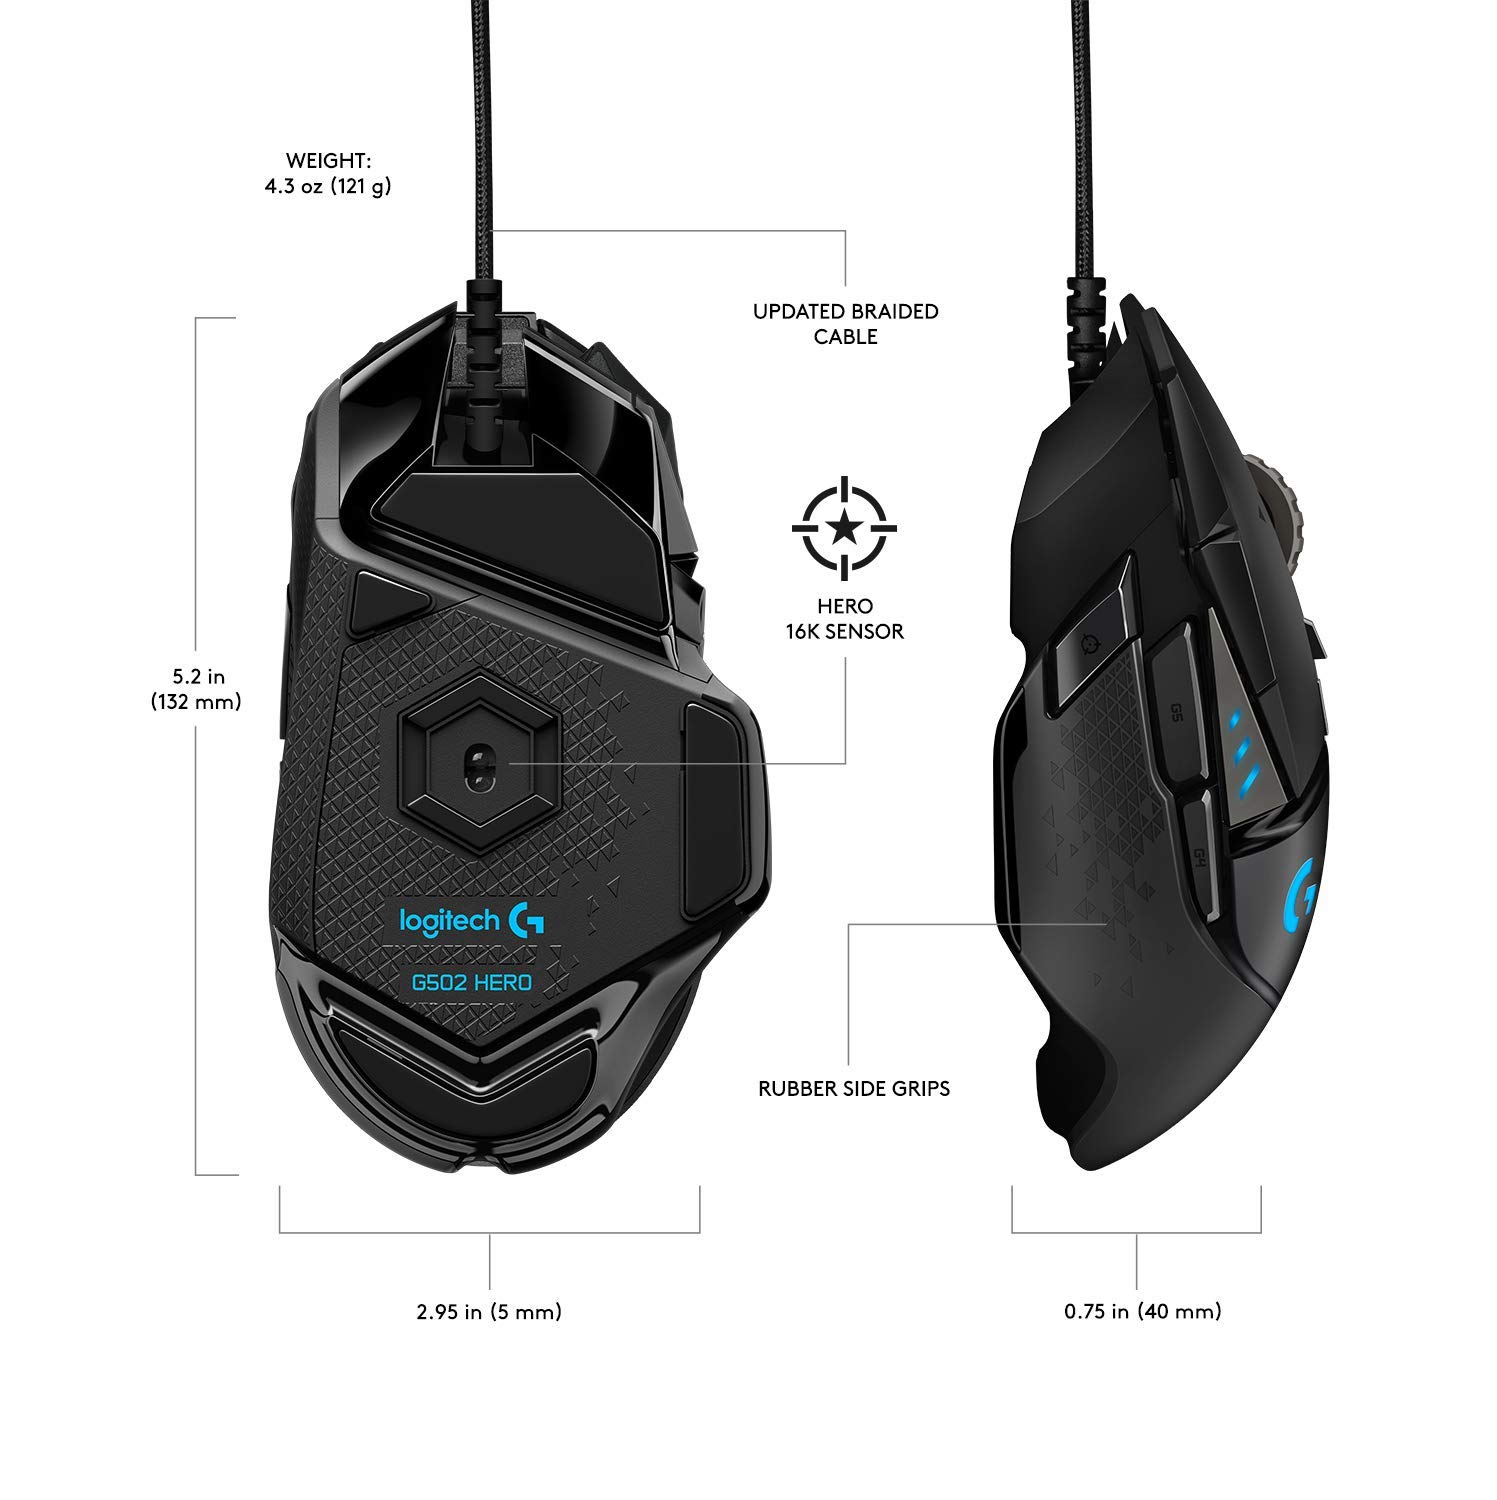 WEIGHT:
4.3 oz (121 g)
UPDATED BRAIDED
CABLE
HERO
16K SENSOR
5.2 in
(132 mm)
G5
G4
logitech G
G502 HERO
RUBBER SIDE GRIPS
2.95 in (5 mm)
0.75 in (40 mm)